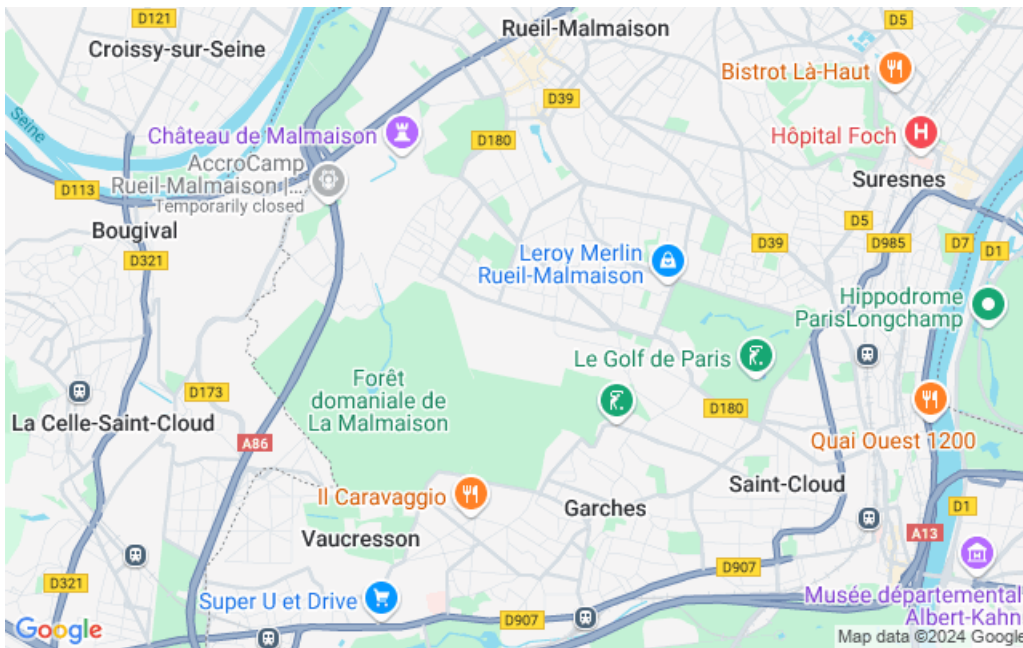 D121
D5
Rueil-Malmaison
Croissy-sur-Seine
Bistrot Là-Haut
D39
Seine
Château de Malmaison
D180
Hôpital Foch
AccroCamp
Rueil-Malmaison |...
Temporarily closed
D113
Suresnes
Bougival
D5
D39
D985
D7
D1
D321
Leroy Merlin
Rueil-Malmaison
Hippodrome
ParisLongchamp
Le Golf de Paris
Forêt
domaniale de
La Malmaison
D173
D180
La Celle-Saint-Cloud
A86
Quai Ouest 1200
Saint-Cloud
Il Caravaggio
Garches
D1
A13
Vaucresson
D907
D321
Super U et Drive
Musée départemental
Albert-Kahn
D907
Google
Map data ©2024 Google